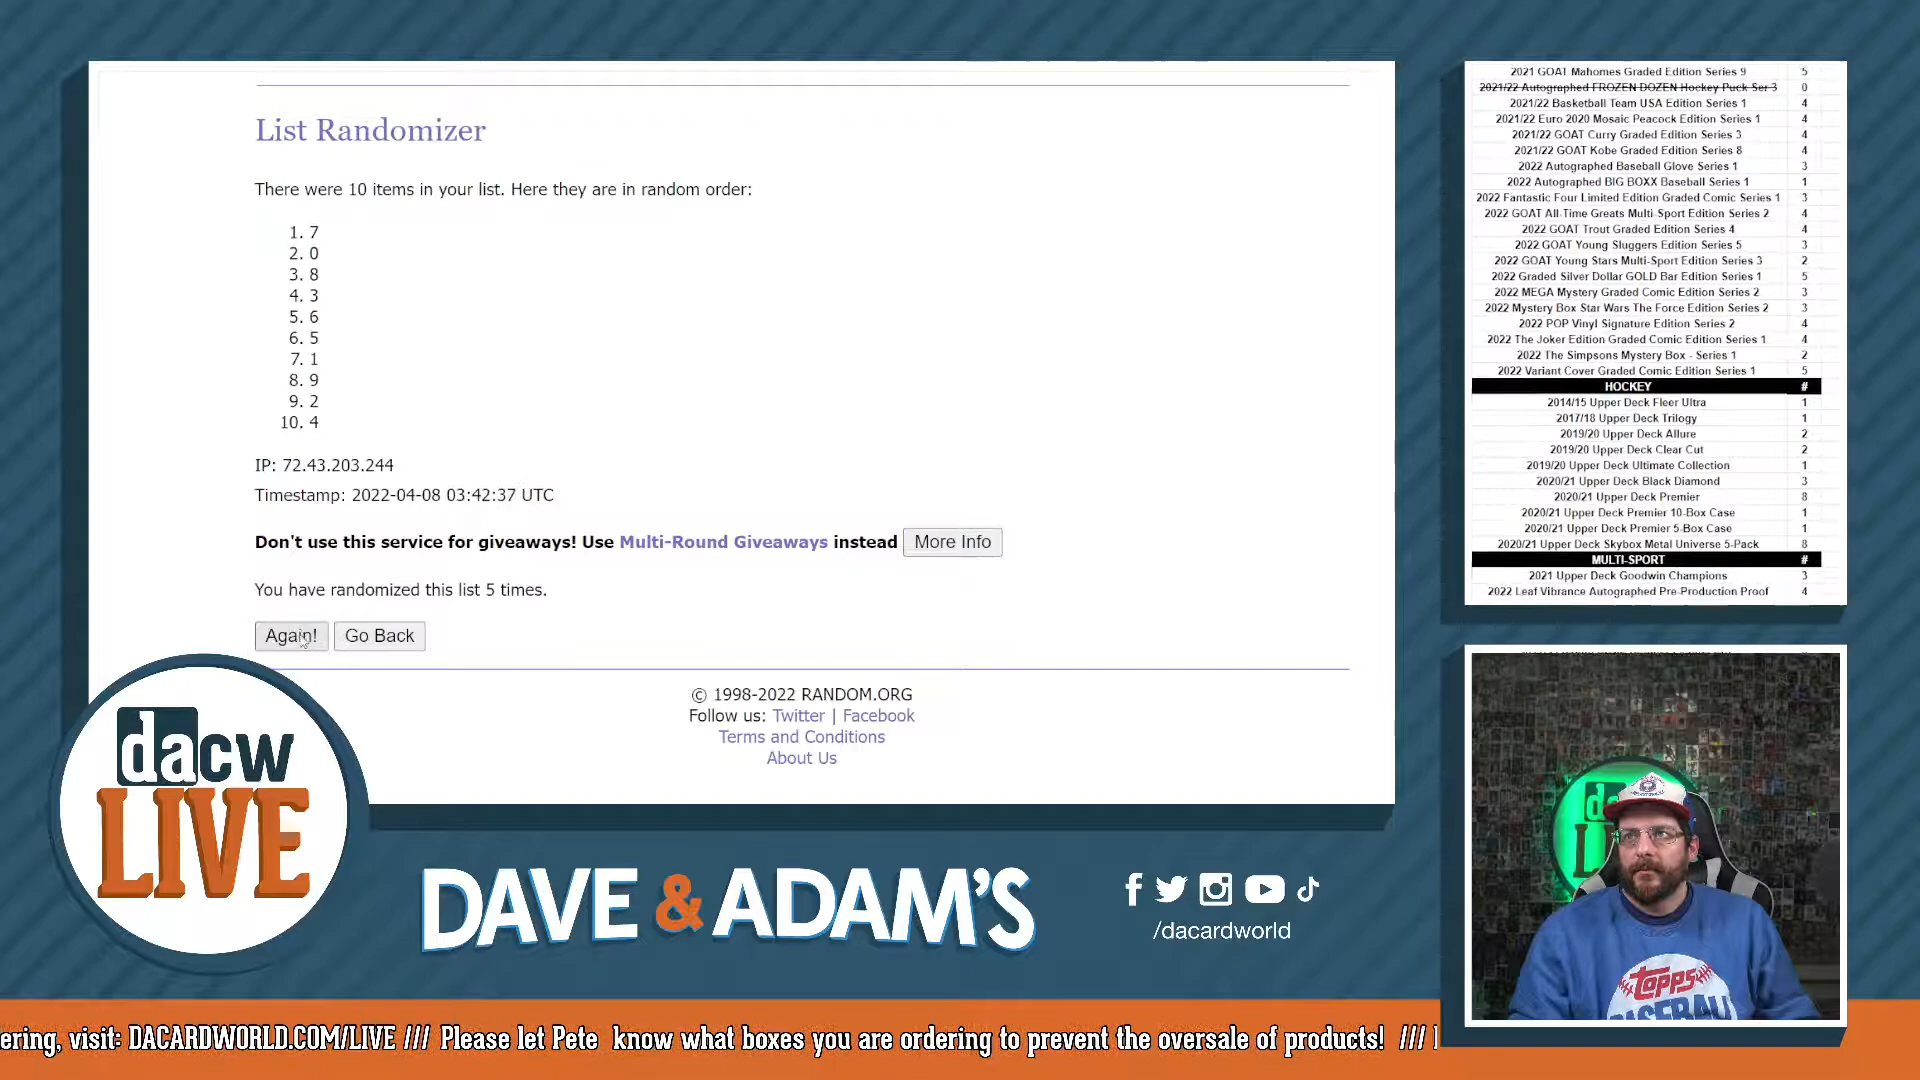 List Randomizer
There were 10 items in your list. Here they are in random order:
1. 7
2. 0
3. 8
4. 3
5. 6
6. 5
7. 1
8. 9
9. 2
10. 4
IP: 72.43.203.244
Timestamp: 2022-04-08 03:42:37 UTC
Don't use this service for giveaways! Use Multi-Round Giveaways instead More Info
You have randomized this list 5 times.
Again! Go Back
© 1998-2022 RANDOM.ORG
Follow us: Twitter | Facebook
Terms and Conditions
About Us
2021 GOAT Mahomes Graded Edition Series 9 5
2021/22 Autographed FROZEN DOZEN Hockey Puck Ser 3 0
2021/22 Basketball Team USA Edition Series 1 4
2021/22 Euro 2020 Mosaic Peacock Edition Series 1 4
2021/22 GOAT Curry Graded Edition Series 3 4
2021/22 GOAT Kobe Graded Edition Series 8 4
2022 Autographed Baseball Glove Series 1 3
2022 Autographed BIG BOXX Baseball Series 1 1
2022 Fantastic Four Limited Edition Graded Comic Series 1 3
2022 GOAT All-Time Greats Multi-Sport Edition Series 2 4
2022 GOAT Trout Graded Edition Series 4 4
2022 GOAT Young Sluggers Edition Series 5 3
2022 GOAT Young Stars Multi-Sport Edition Series 3 2
2022 Graded Silver Dollar GOLD Bar Edition Series 1 5
2022 MEGA Mystery Graded Comic Edition Series 2 3
2022 Mystery Box Star Wars The Force Edition Series 2 3
2022 POP Vinyl Signature Edition Series 2 4
2022 The Joker Edition Graded Comic Edition Series 1 4
2022 The Simpsons Mystery Box - Series 1 2
2022 Variant Cover Graded Comic Edition Series 1 5
HOCKEY #
2014/15 Upper Deck Fleer Ultra 1
2017/18 Upper Deck Trilogy 1
2019/20 Upper Deck Allure 2
2019/20 Upper Deck Clear Cut 2
2019/20 Upper Deck Ultimate Collection 1
2020/21 Upper Deck Black Diamond 3
2020/21 Upper Deck Premier 8
2020/21 Upper Deck Premier 10-Box Case 1
2020/21 Upper Deck Premier 5-Box Case 1
2020/21 Upper Deck Skybox Metal Universe 5-Pack 8
MULTI-SPORT #
2021 Upper Deck Goodwin Champions 3
2022 Leaf Vibrance Autographed Pre-Production Proof 4
dacw
LIVE
DAVE & ADAM'S
/dacardworld
Topps
BASEBALL
ering, visit: DACARDWORLD.COM/LIVE /// Please let Pete know what boxes you are ordering to prevent the oversale of products! ///